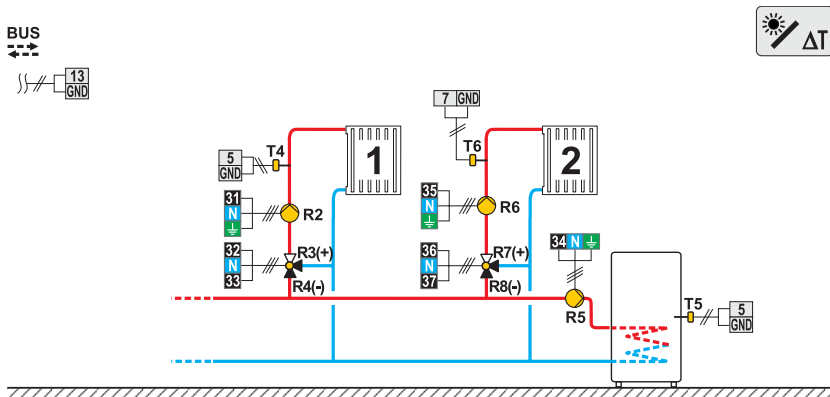 BUS
ΔT
13
GND
7 GND
T4
T6
5
GND
1
2
31
N
R2
35
N
R6
32
N
33
R3(+)
R4(-)
36
N
37
R7(+)
R8(-)
34 N
R5
T5
5
GND